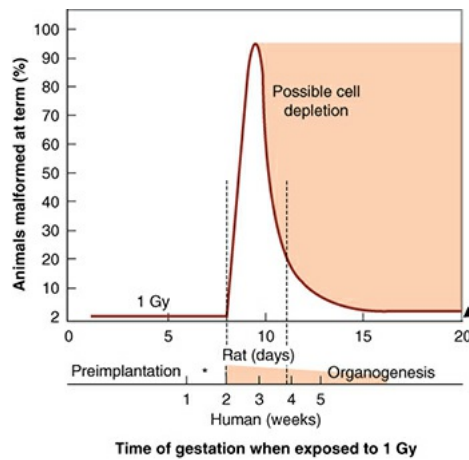 Animals malformed at term (%)
100
90
80
70
60
50
40
30
20
10
2
Possible cell
depletion
1 Gy
0 5 10 15 20
Rat (days)
Preimplantation * Organogenesis
1 2 3 4 5
Human (weeks)
Time of gestation when exposed to 1 Gy